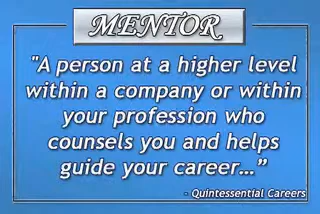 MENTOR
"A person at a higher level
within a company or within
your profession who
counsels you and helps
guide your career…”
- Quintessential Careers